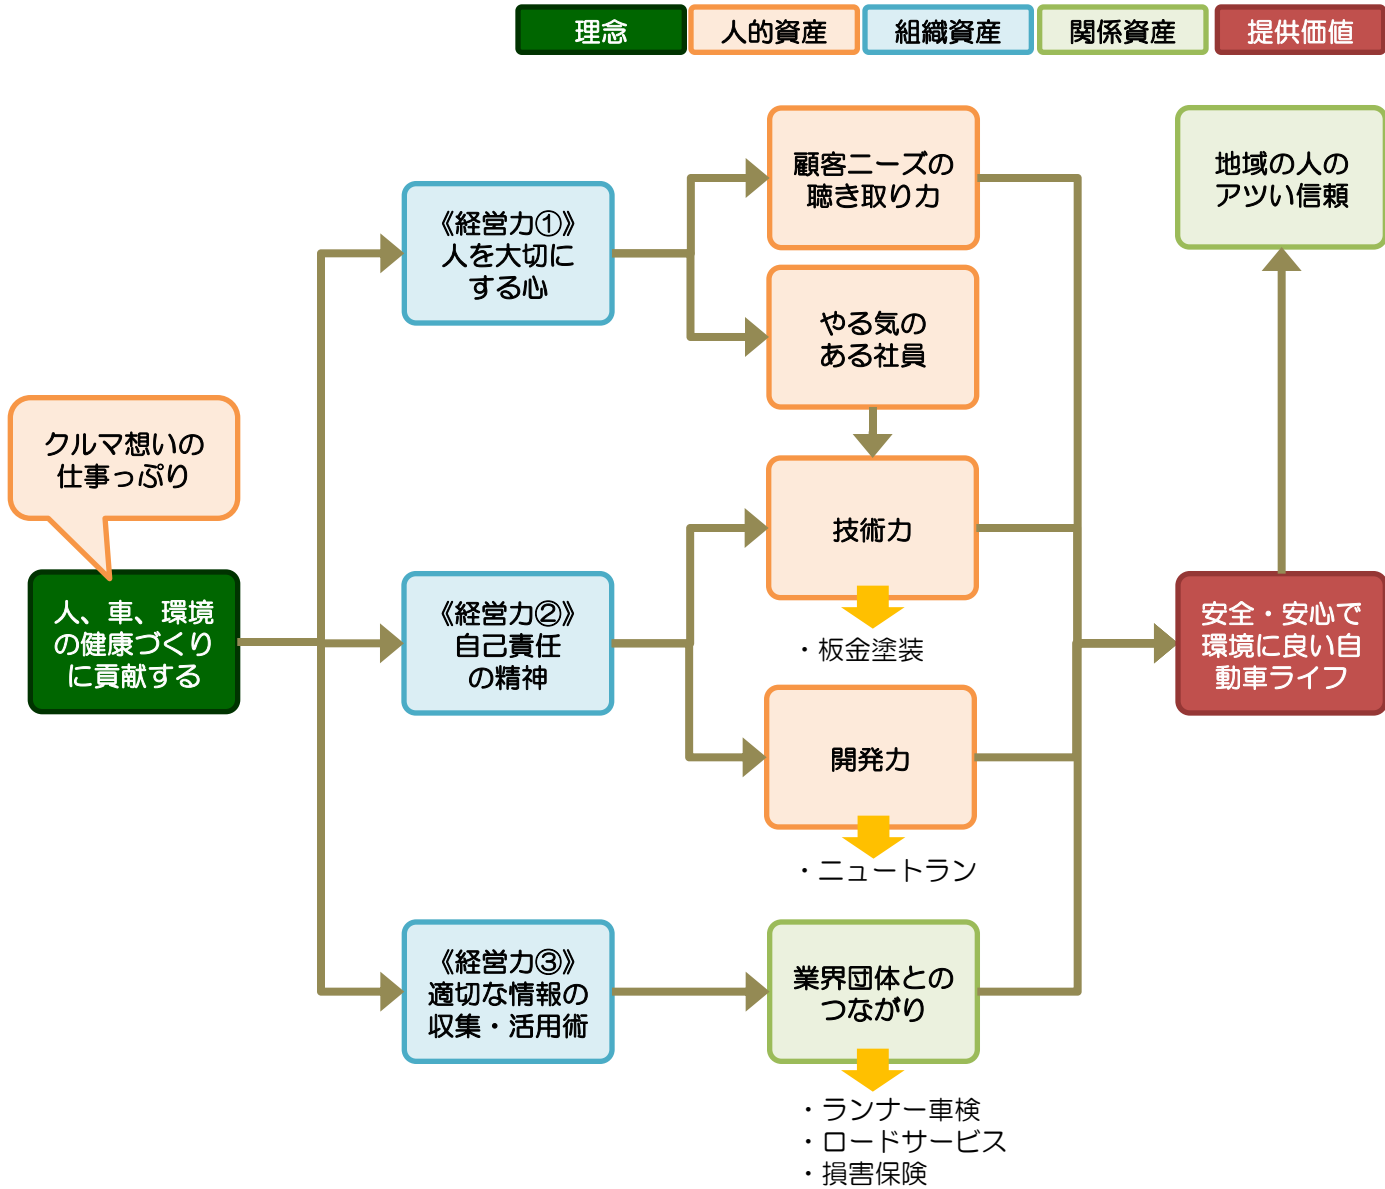 理念
人的資産
組織資産
関係資産
提供価値
顧客ニーズの
聴き取り力
地域の人の
アツい信頼
《経営力①》
人を大切に
する心
やる気の
ある社員
クルマ想いの
仕事っぷり
技術力
・板金塗装
人、車、環境
の健康づくり
に貢献する
《経営力②》
自己責任
の精神
安全・安心で
環境に良い自
動車ライフ
開発力
・ニュートラン
《経営力③》
適切な情報の
収集・活用術
業界団体との
つながり
・ランナー車検
・ロードサービス
・損害保険